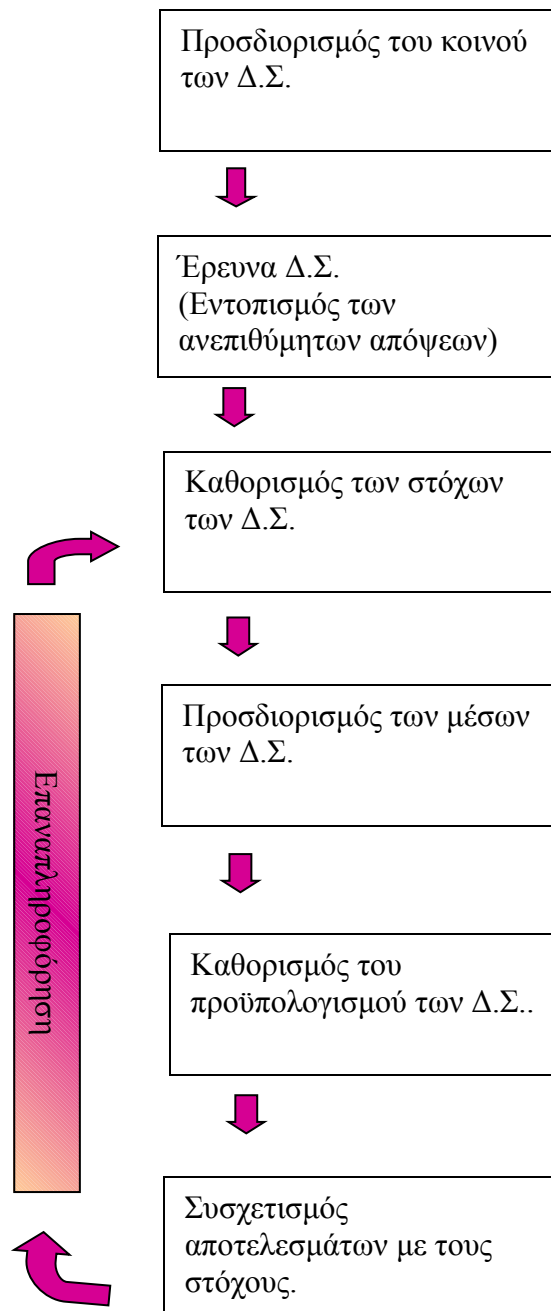 Προσδιορισμός του κοινού
των Δ.Σ.
Έρευνα Δ.Σ.
(Εντοπισμός των
ανεπιθύμητων απόψεων)
Καθορισμός των στόχων
των Δ.Σ.
Προσδιορισμός των μέσων
των Δ.Σ.
Επαναπληροφόρηση
Καθορισμός του
προϋπολογισμού των Δ.Σ..
Συσχετισμός
αποτελεσμάτων με τους
στόχους.